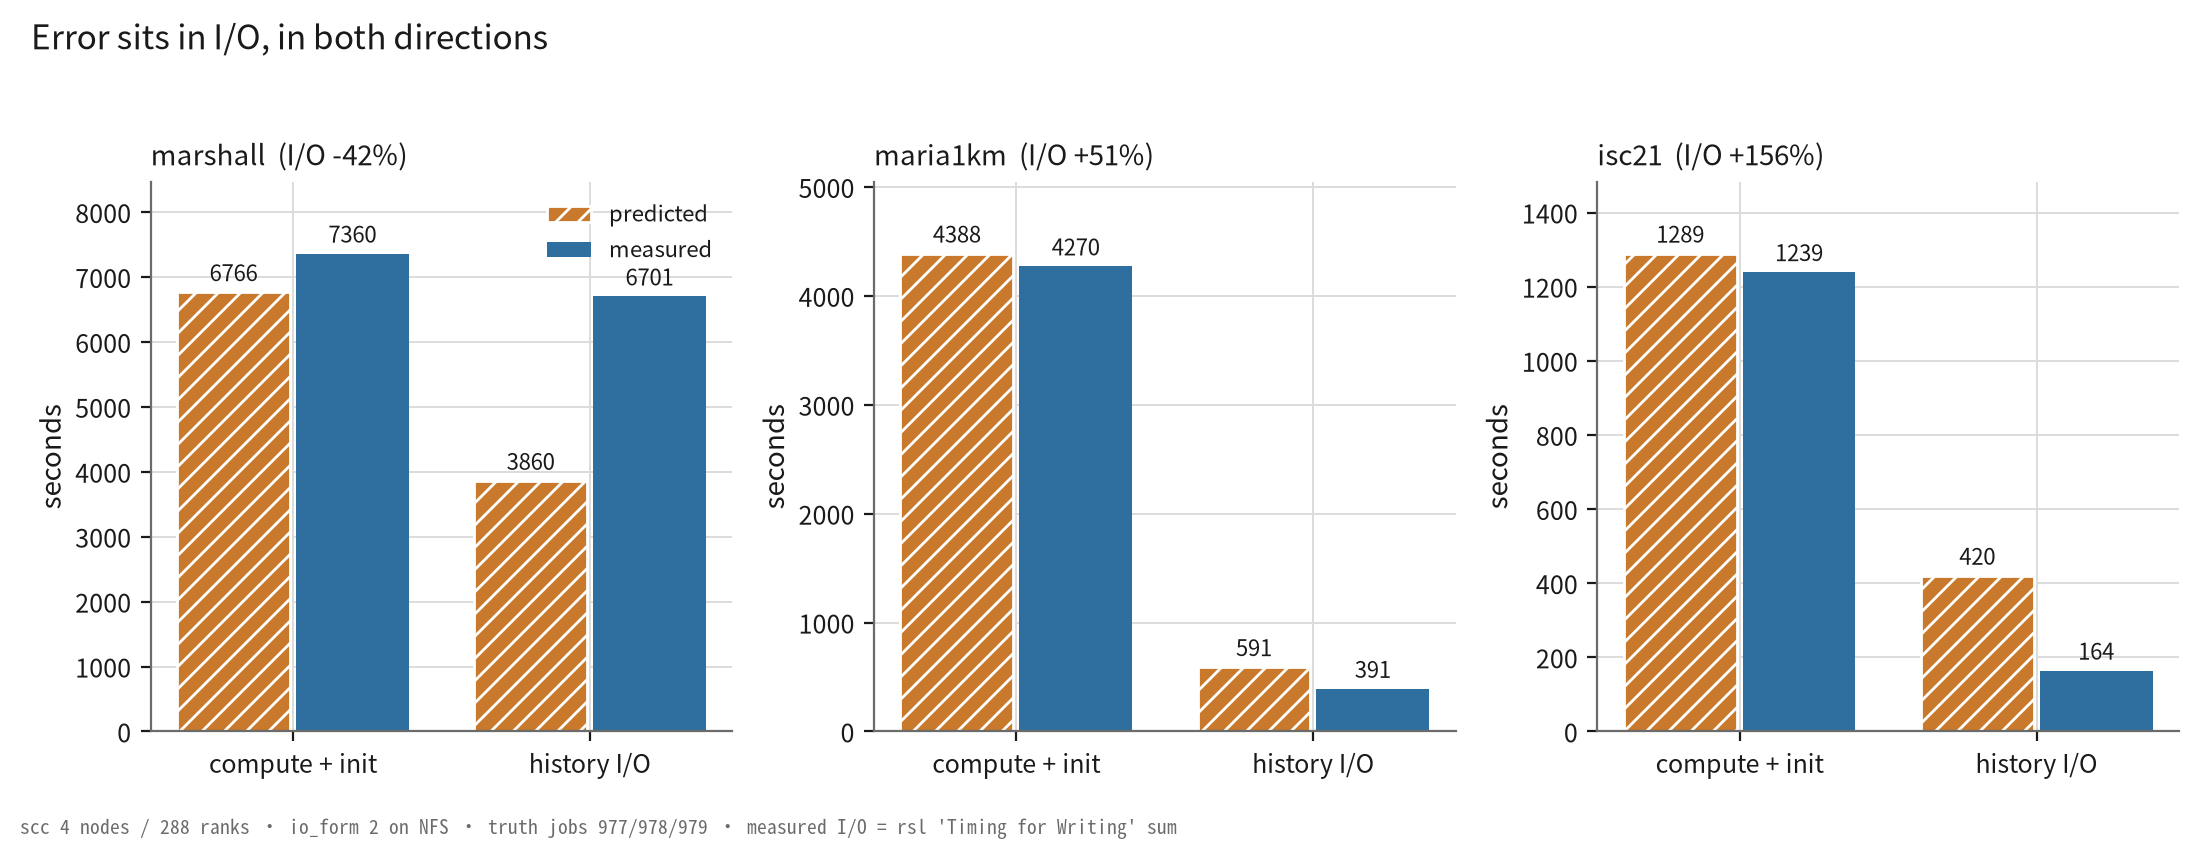 Error sits in I/O, in both directions
marshall (I/O -42%)
8000
7000
6000
5000
4000
3000
2000
1000
0
seconds
6766
7360
3860
6701
predicted
measured
compute + init
history I/O
maria1km (I/O +51%)
5000
4000
3000
2000
1000
0
seconds
4388
4270
591
391
compute + init
history I/O
isc21 (I/O +156%)
1400
1200
1000
800
600
400
200
0
seconds
1289
1239
420
164
compute + init
history I/O
scc 4 nodes / 288 ranks • io_form 2 on NFS • truth jobs 977/978/979 • measured I/O = rsl 'Timing for Writing' sum